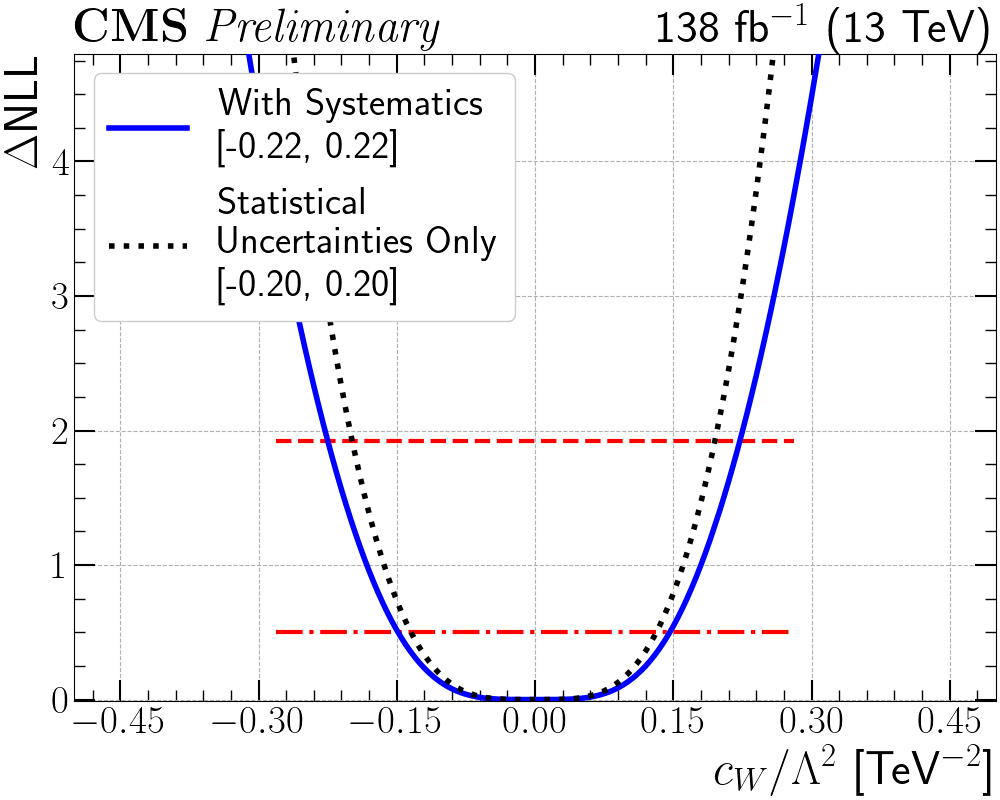 CMS Preliminary 138 fb⁻¹ (13 TeV)
ΔNLL
With Systematics
[-0.22, 0.22]
Statistical
Uncertainties Only
[-0.20, 0.20]
4
3
2
1
0
−0.45 −0.30 −0.15 0.00 0.15 0.30 0.45
c_W/Λ² [TeV⁻²]